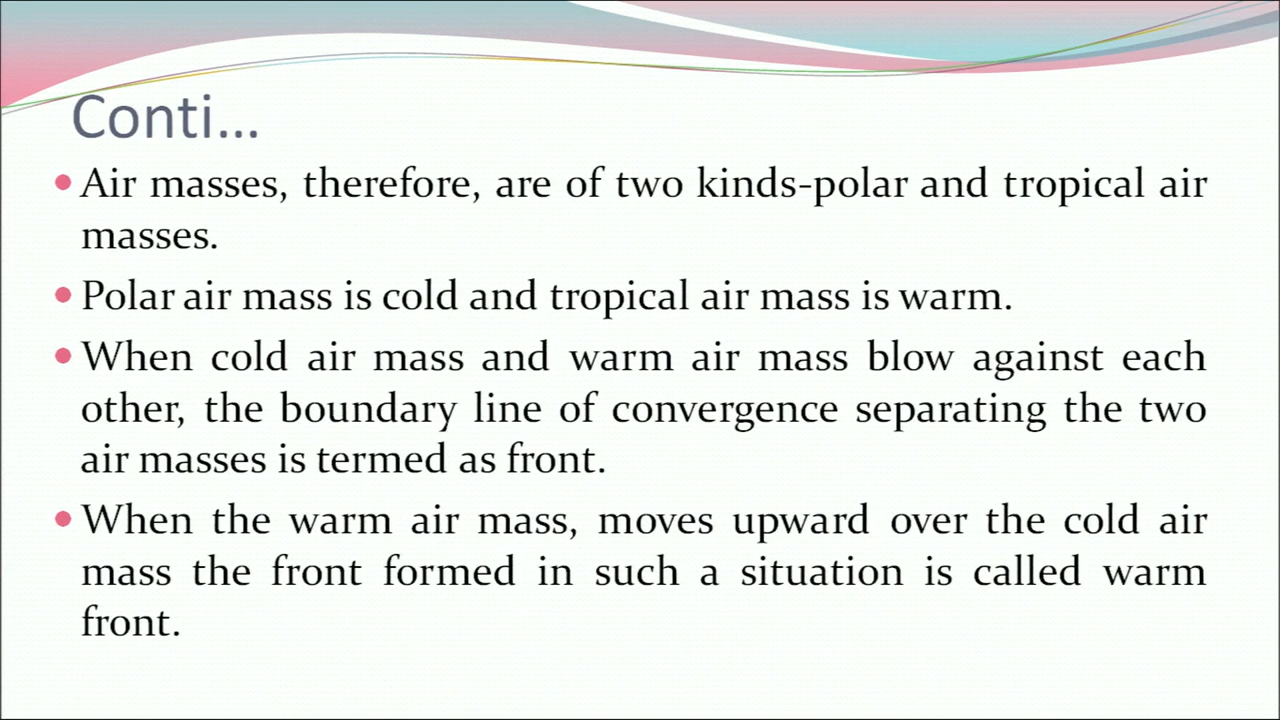 Conti...
• Air masses, therefore, are of two kinds-polar and tropical air
masses.
• Polar air mass is cold and tropical air mass is warm.
• When cold air mass and warm air mass blow against each
other, the boundary line of convergence separating the two
air masses is termed as front.
• When the warm air mass, moves upward over the cold air
mass the front formed in such a situation is called warm
front.